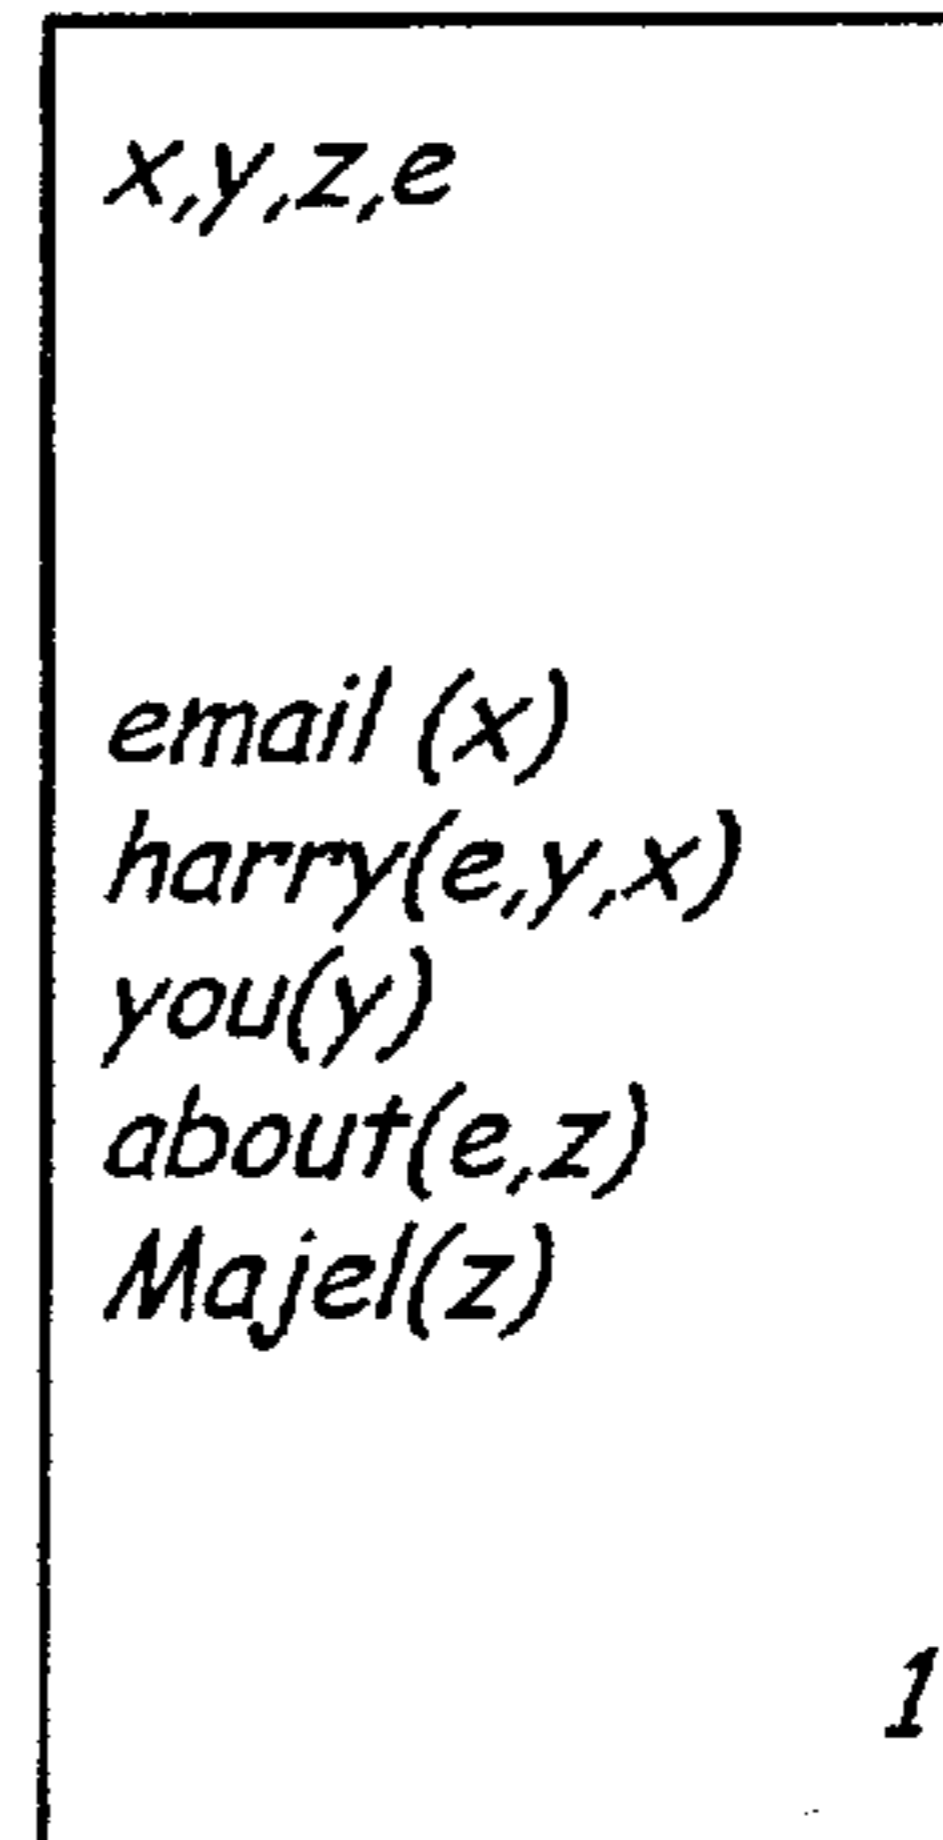 x,y,z,e
email (x)
harry(e,y,x)
you(y)
about(e,z)
Majel(z)
1